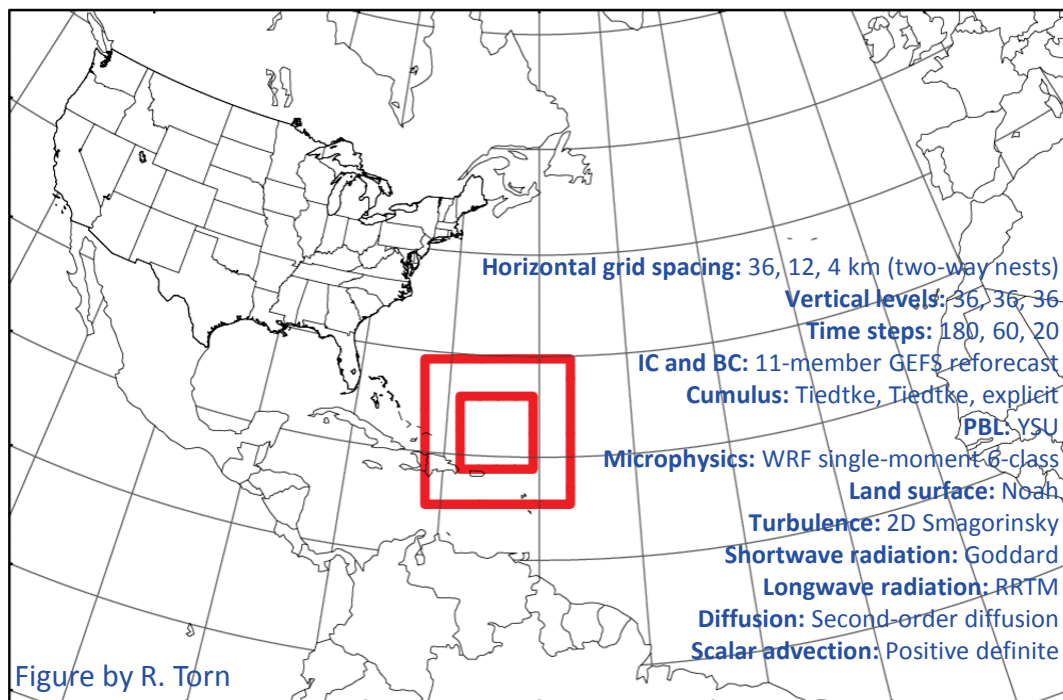 Horizontal grid spacing: 36, 12, 4 km (two-way nests)
Vertical levels: 36, 36, 36
Time steps: 180, 60, 20
IC and BC: 11-member GEFS reforecast
Cumulus: Tiedtke, Tiedtke, explicit
PBL: YSU
Microphysics: WRF single-moment 6-class
Land surface: Noah
Turbulence: 2D Smagorinsky
Shortwave radiation: Goddard
Longwave radiation: RRTM
Diffusion: Second-order diffusion
Scalar advection: Positive definite
Figure by R. Torn